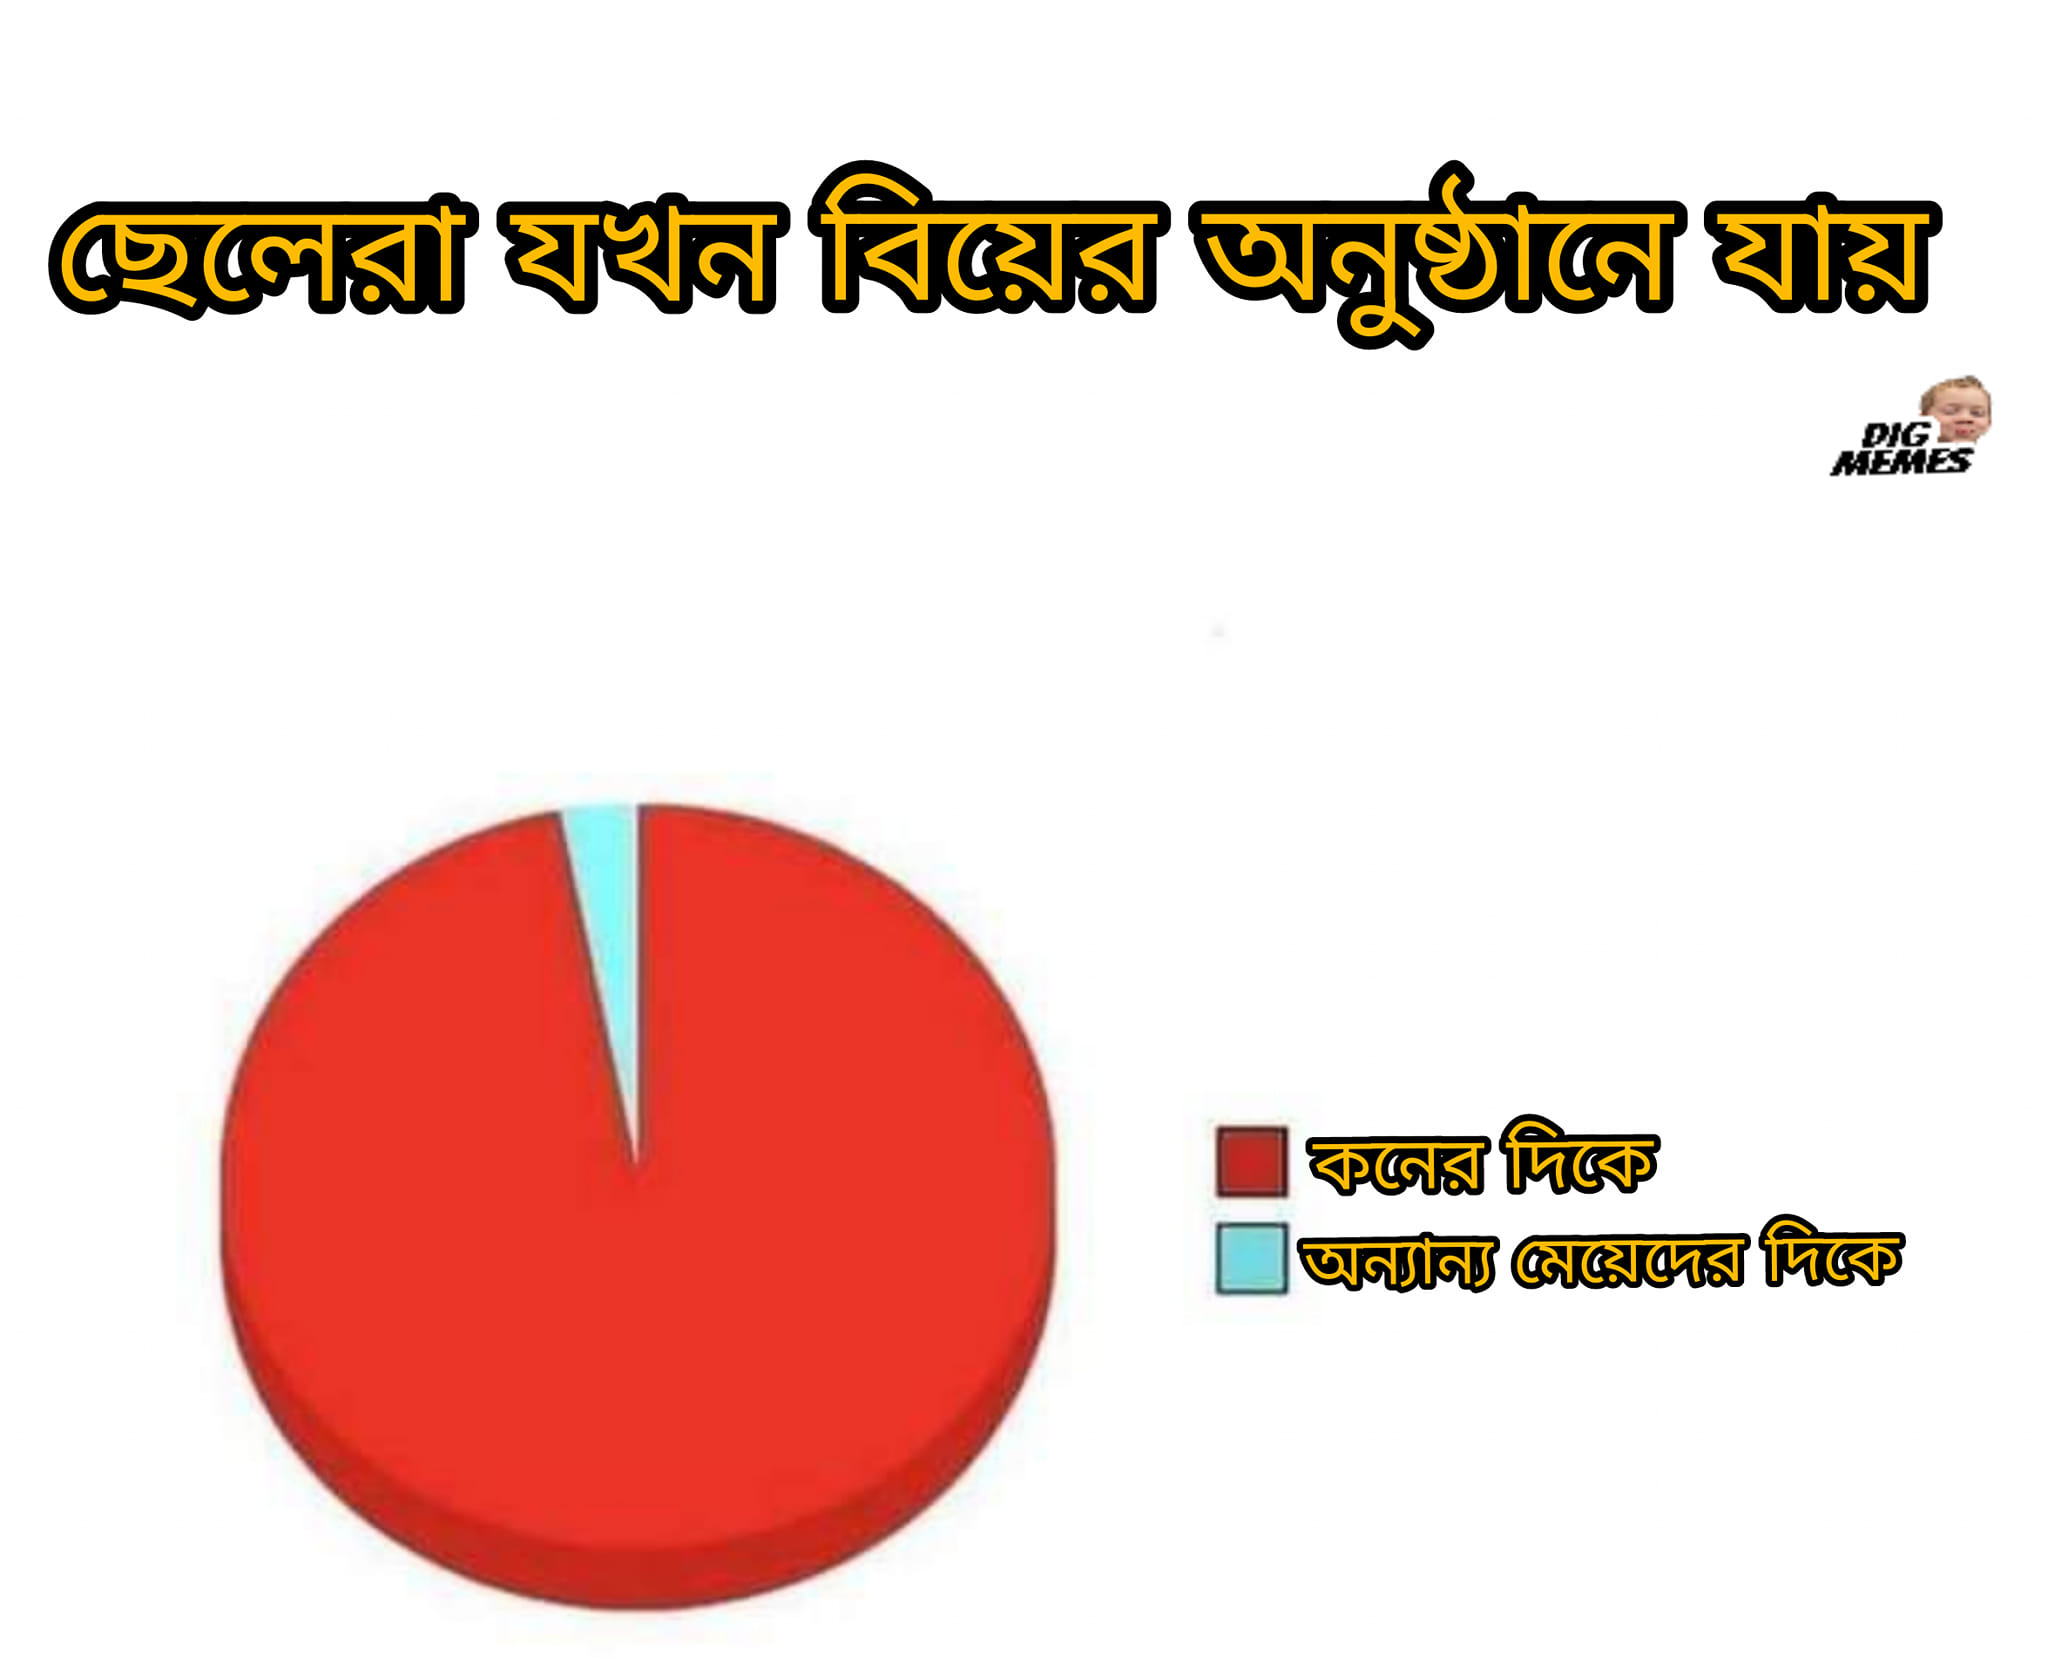 ছেলেরা যখন বিয়ের অনুষ্ঠানে যায়
DIG
MEMES
কনের দিকে
অন্যান্য মেয়েদের দিকে